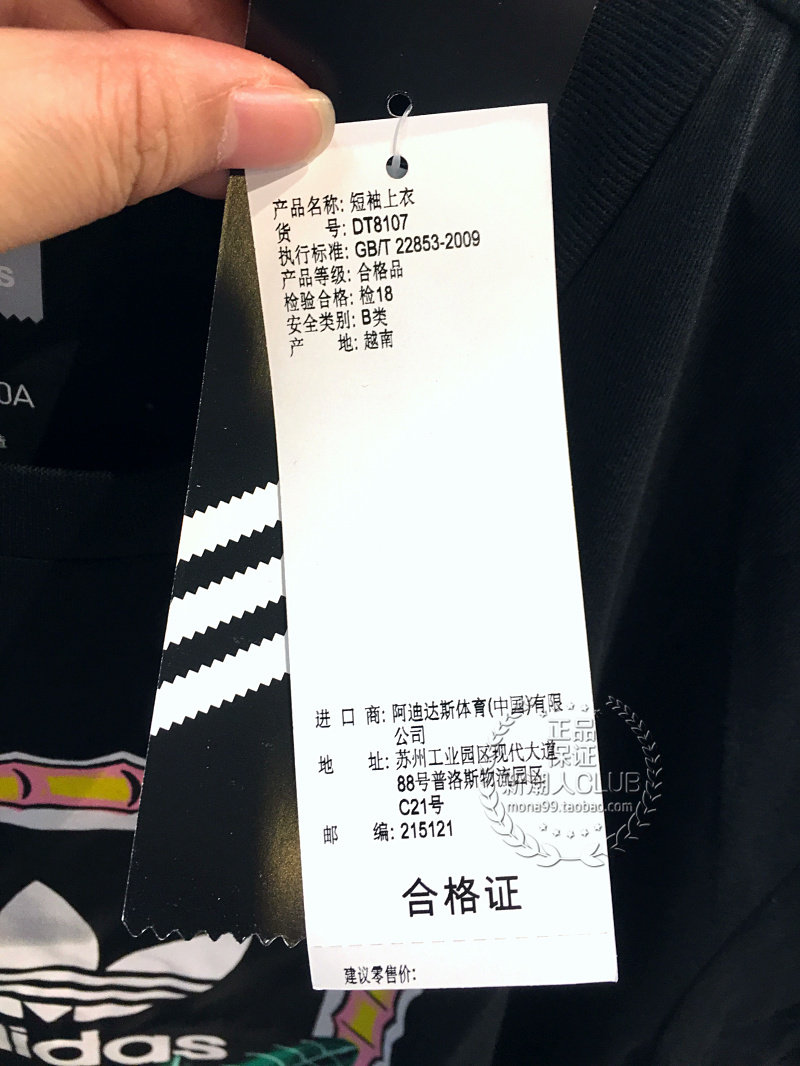 产品名称: 短袖上衣
货 号: DT8107
执行标准: GB/T 22853-2009
产品等级: 合格品
检验合格: 检18
安全类别: B类
产 地: 越南
进 口 商: 阿迪达斯体育(中国)有限
公司
地 址: 苏州工业园区现代大道
88号普洛斯物流园区
C21号
邮 编: 215121
合格证
建议零售价:
正品
保证
新潮人CLUB
mona99.taobao.com
s
0A
adidas